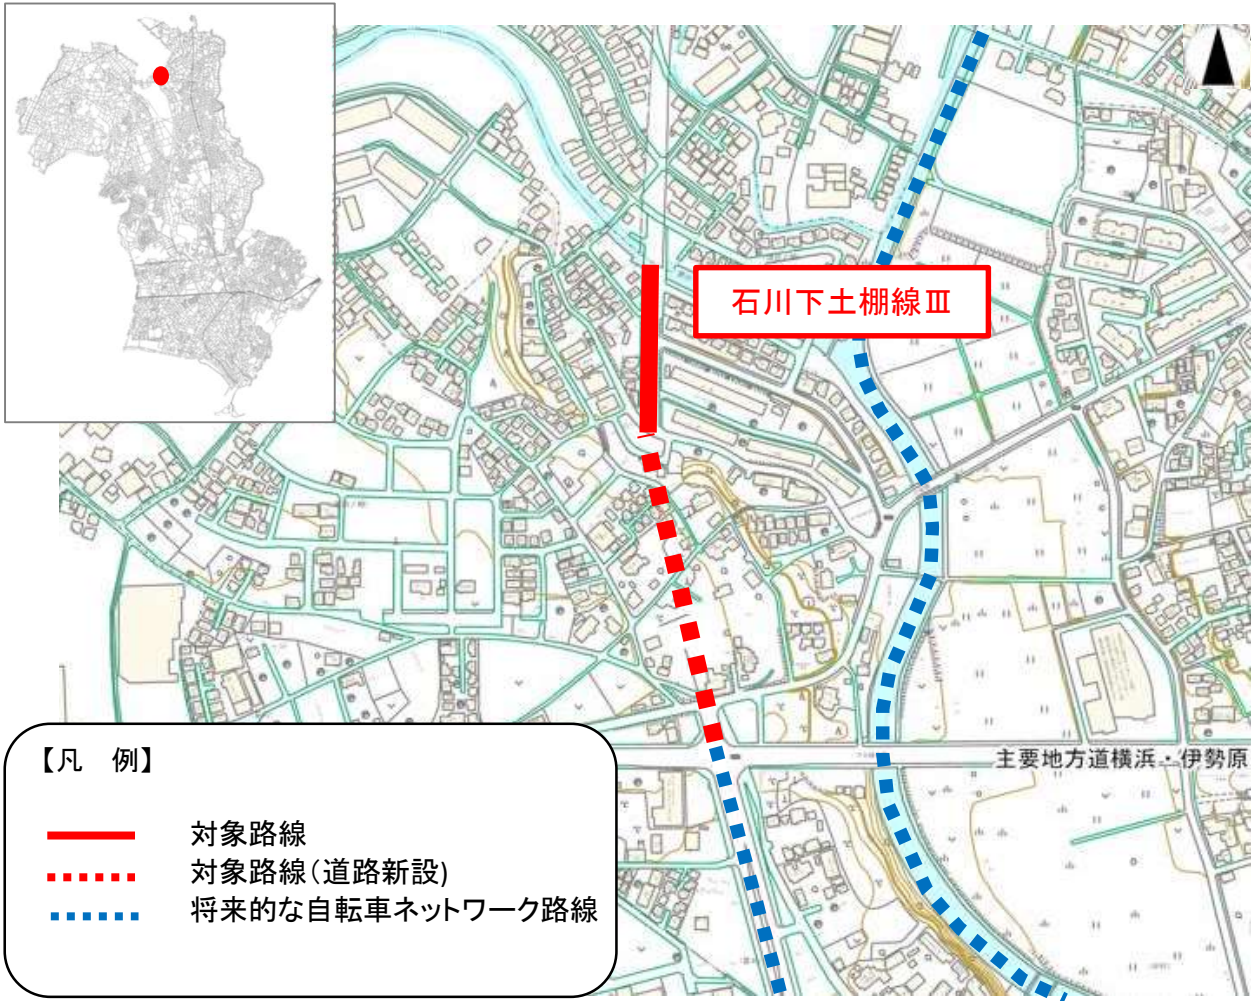 石川下土棚線Ⅲ
主要地方道横浜・伊勢原
【凡　例】
対象路線
対象路線（道路新設)
将来的な自転車ネットワーク路線